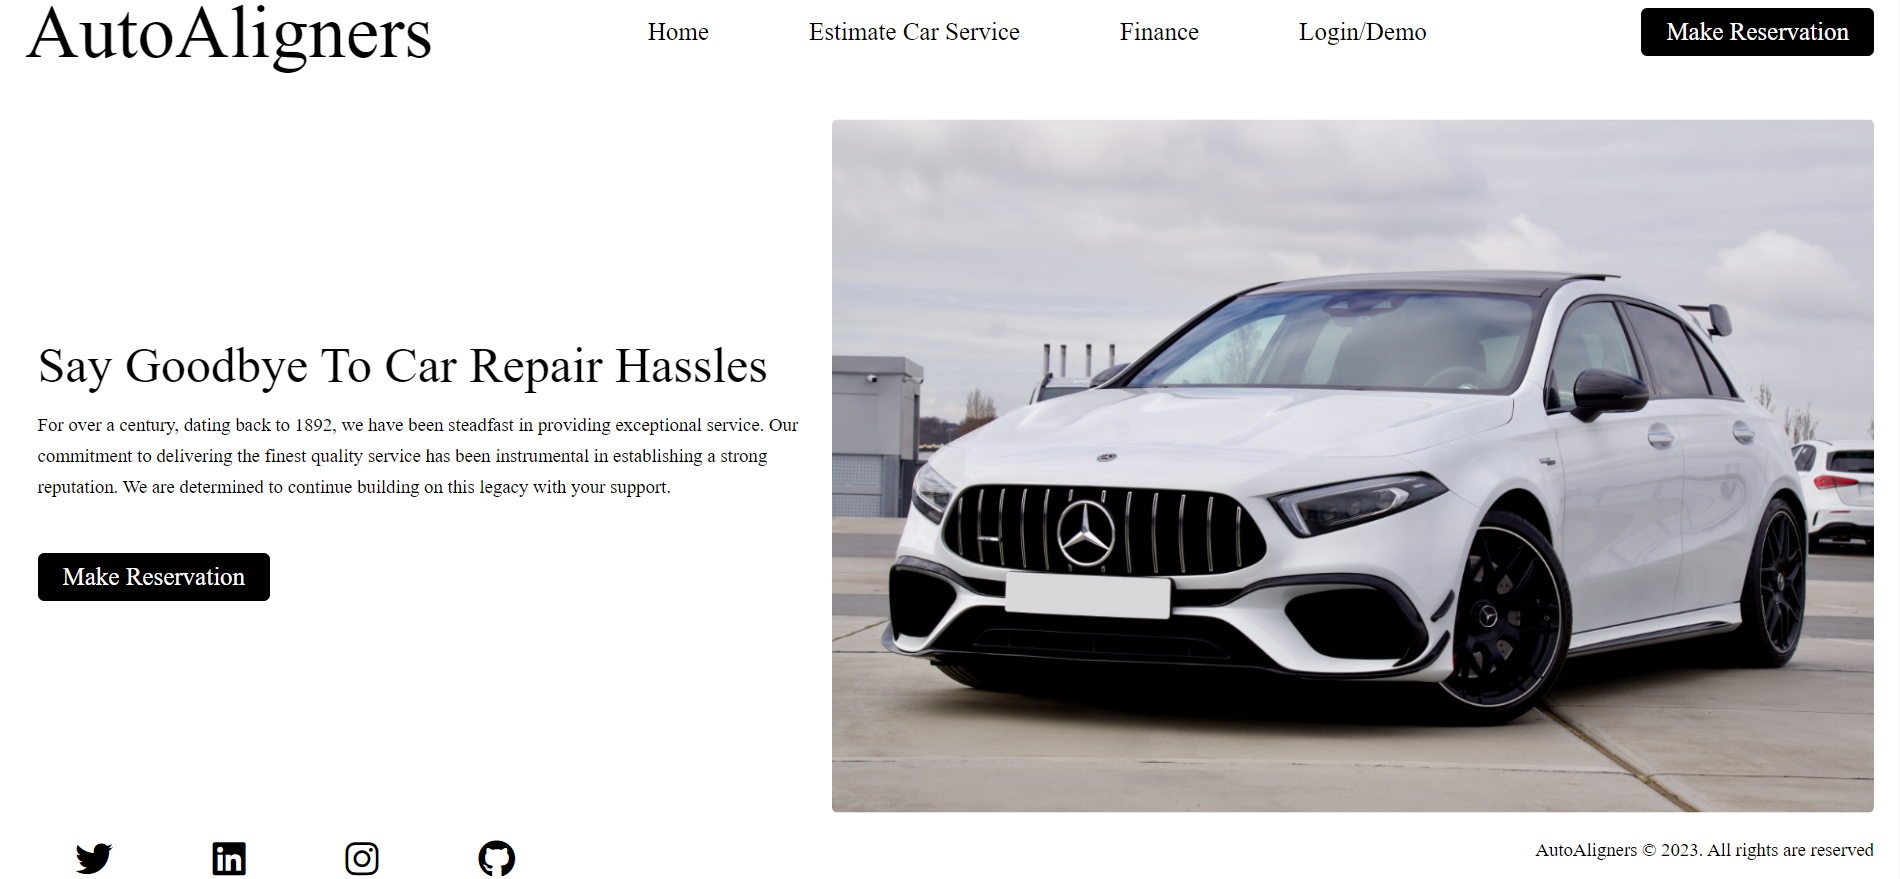 AutoAligners
Home
Estimate Car Service
Finance
Login/Demo
Make Reservation
Say Goodbye To Car Repair Hassles
For over a century, dating back to 1892, we have been steadfast in providing exceptional service. Our
commitment to delivering the finest quality service has been instrumental in establishing a strong
reputation. We are determined to continue building on this legacy with your support.
Make Reservation
in
AutoAligners © 2023. All rights are reserved